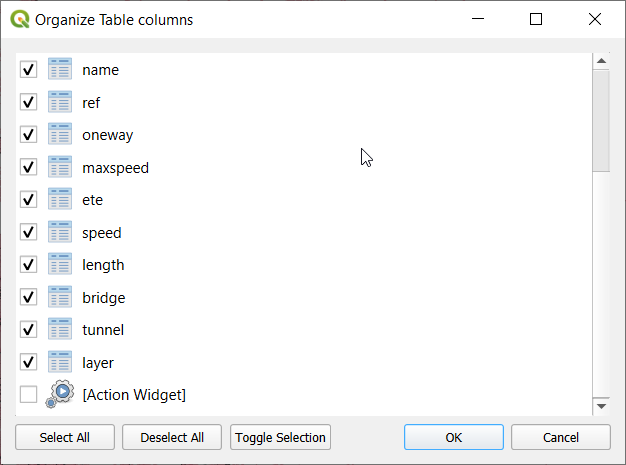 Organize Table columns
name
ref
oneway
maxspeed
ete
speed
length
bridge
tunnel
layer
[Action Widget]
Select All Deselect All Toggle Selection OK Cancel